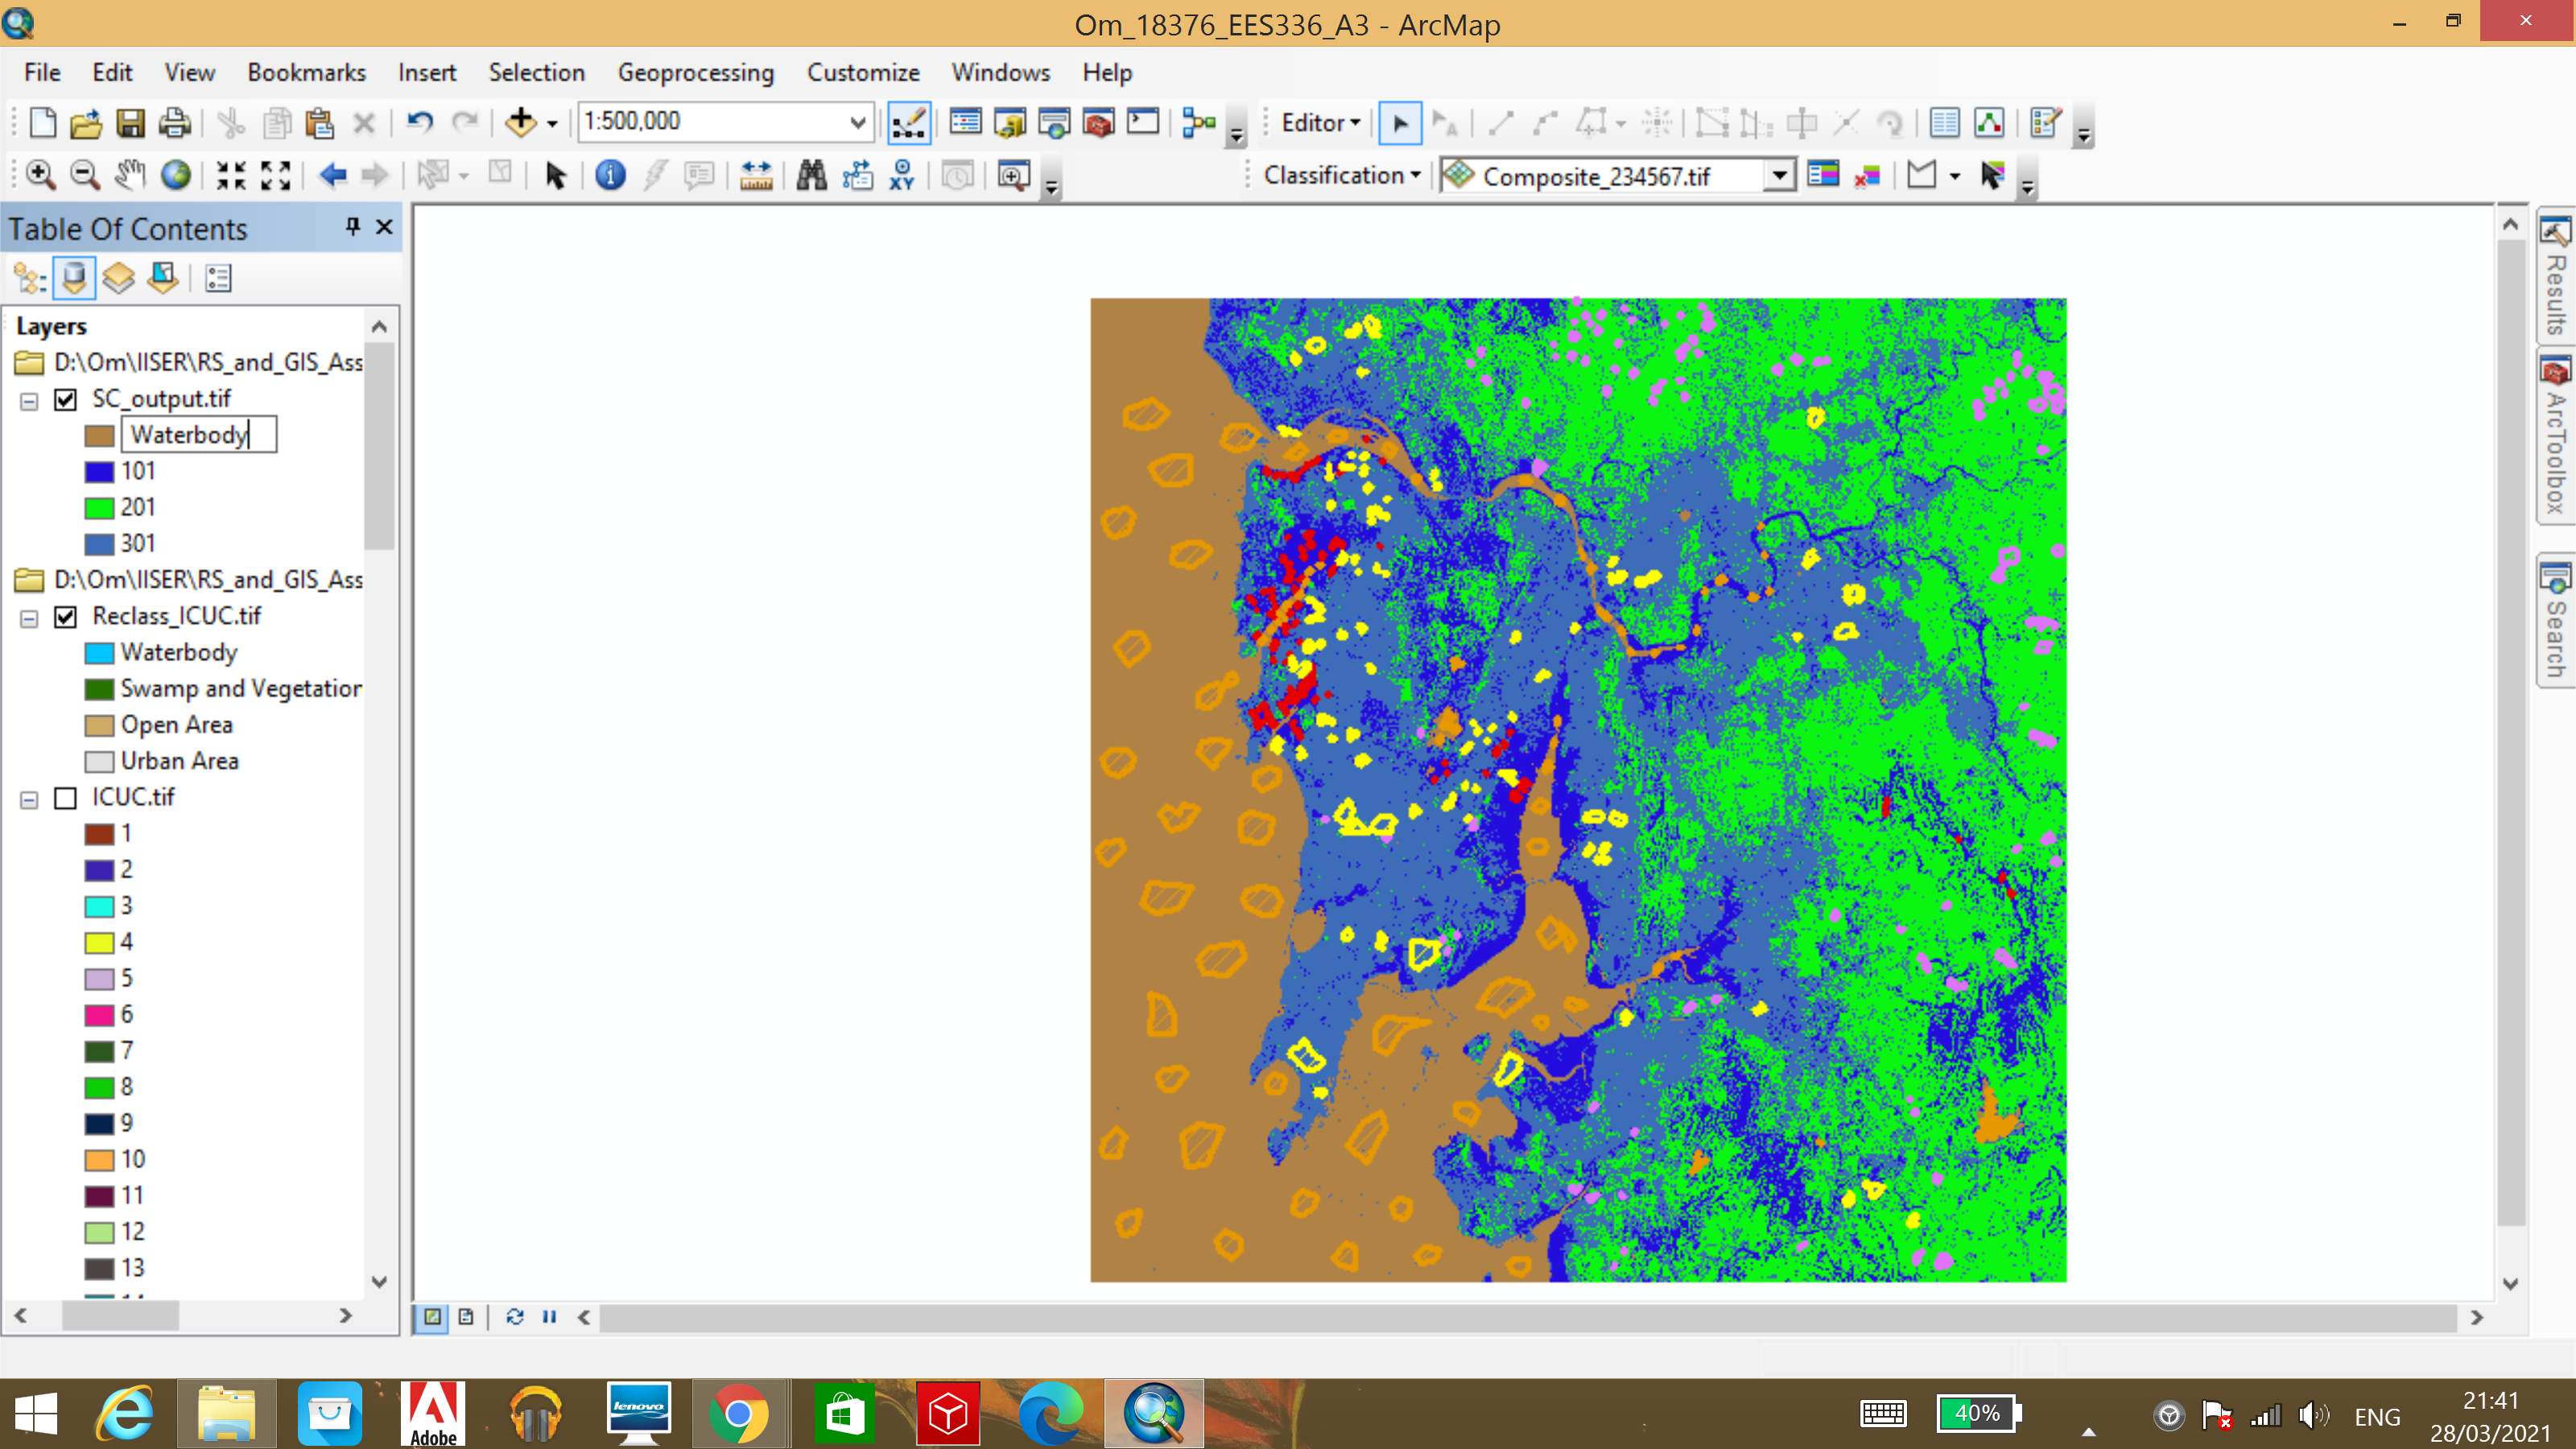 Om_18376_EES336_A3 - ArcMap
File Edit View Bookmarks Insert Selection Geoprocessing Customize Windows Help
1:500,000 Editor
Classification Composite_234567.tif
Table Of Contents
Layers
D:\Om\IISER\RS_and_GIS_Ass
SC_output.tif
Waterbody
101
201
301
D:\Om\IISER\RS_and_GIS_Ass
Reclass_ICUC.tif
Waterbody
Swamp and Vegetation
Open Area
Urban Area
ICUC.tif
1
2
3
4
5
6
7
8
9
10
11
12
13
Results
ArcToolbox
Search
Adobe
lenovo
40%
ENG
21:41
28/03/2021